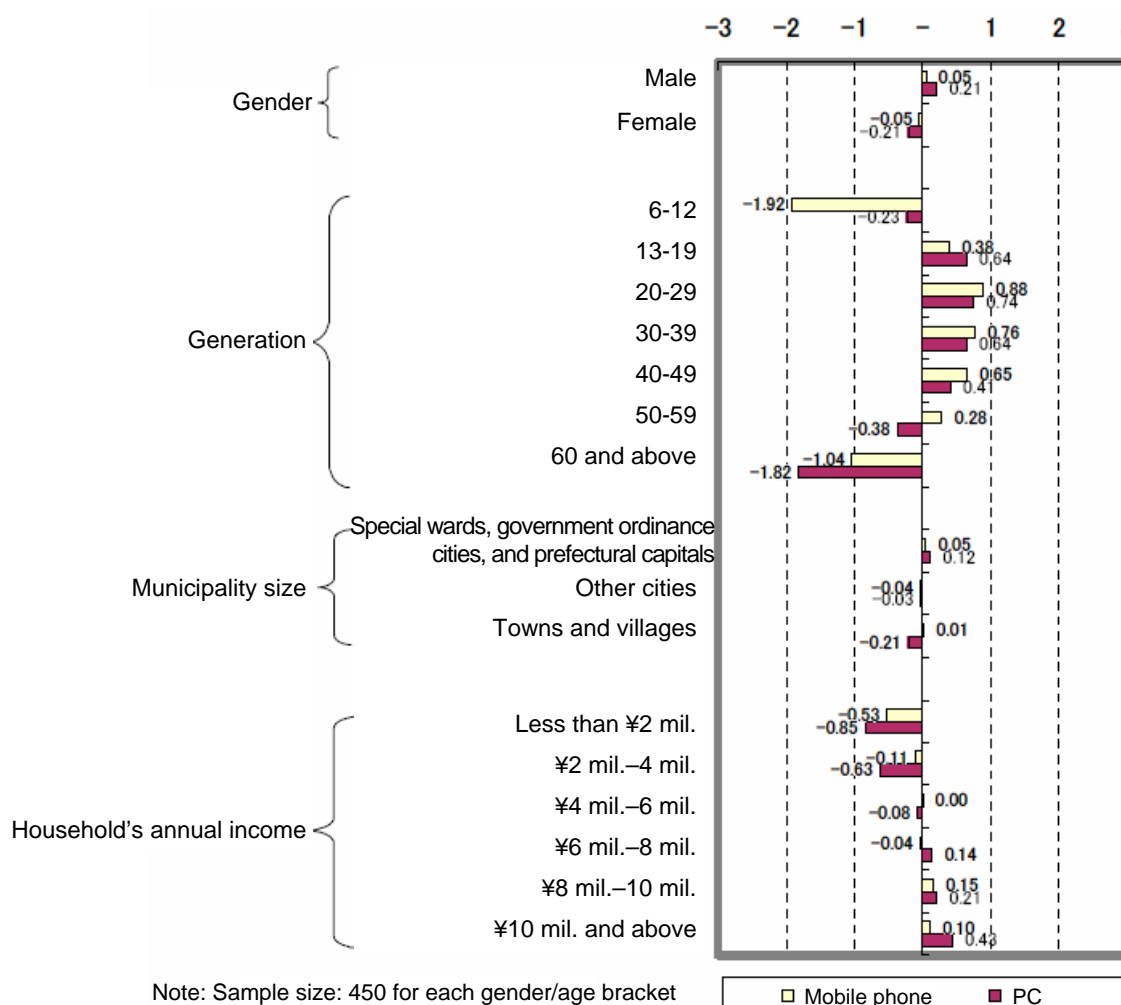 −3 −2 −1 − 1 2
Gender
Male 0.05 0.21
Female −0.05 −0.21
Generation
6-12 −1.92 −0.23
13-19 0.38 0.64
20-29 0.88 0.74
30-39 0.76 0.64
40-49 0.65 0.41
50-59 0.28 −0.38
60 and above −1.04 −1.82
Municipality size
Special wards, government ordinance
cities, and prefectural capitals 0.05 0.12
Other cities −0.04 −0.03
Towns and villages 0.01 −0.21
Household’s annual income
Less than ¥2 mil. −0.53 −0.85
¥2 mil.–4 mil. −0.11 −0.63
¥4 mil.–6 mil. 0.00 −0.08
¥6 mil.–8 mil. −0.04 0.14
¥8 mil.–10 mil. 0.15 0.21
¥10 mil. and above 0.10 0.43
Note: Sample size: 450 for each gender/age bracket
Mobile phone PC